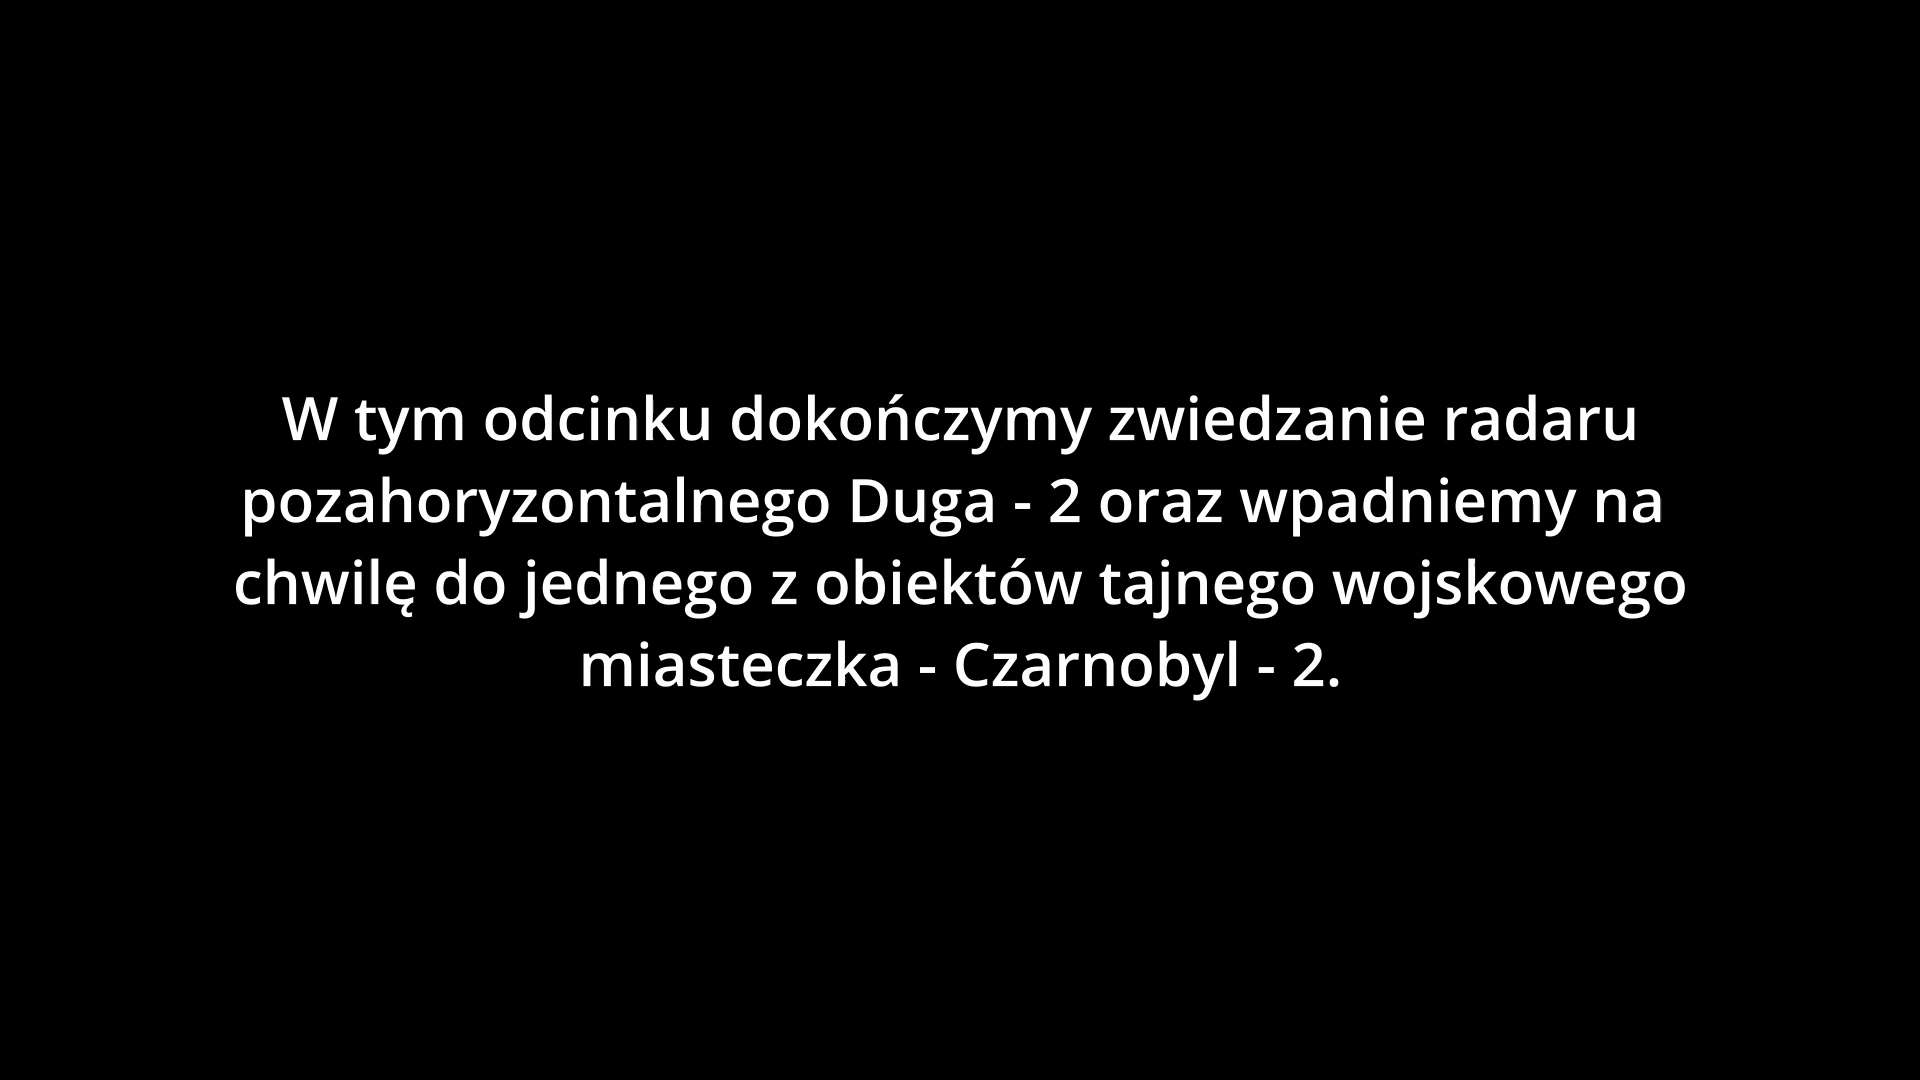 W tym odcinku dokończymy zwiedzanie radaru
pozahoryzontalnego Duga - 2 oraz wpadniemy na
chwilę do jednego z obiektów tajnego wojskowego
miasteczka - Czarnobyl - 2.